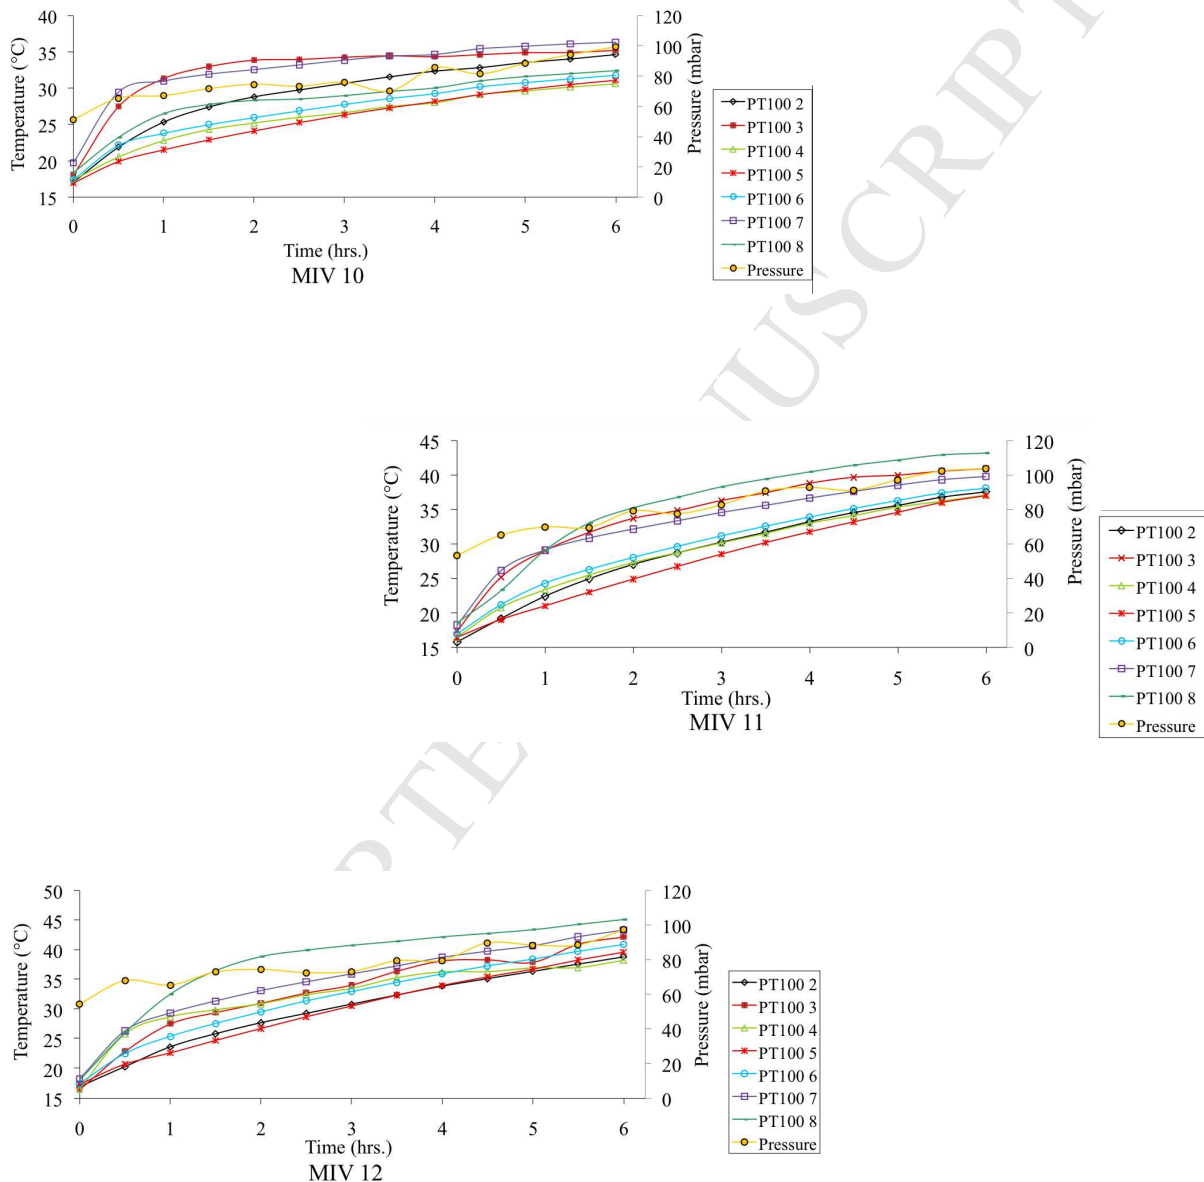 40
35
30
25
20
15
Temperature (°C)
120
100
80
60
40
20
0
Pressure (mbar)
0 1 2 3 4 5 6
Time (hrs.)
MIV 10
PT100 2
PT100 3
PT100 4
PT100 5
PT100 6
PT100 7
PT100 8
Pressure
45
40
35
30
25
20
15
Temperature (°C)
120
100
80
60
40
20
0
Pressure (mbar)
0 1 2 3 4 5 6
Time (hrs.)
MIV 11
PT100 2
PT100 3
PT100 4
PT100 5
PT100 6
PT100 7
PT100 8
Pressure
50
45
40
35
30
25
20
15
Temperature (°C)
120
100
80
60
40
20
0
Pressure (mbar)
0 1 2 3 4 5 6
Time (hrs.)
MIV 12
PT100 2
PT100 3
PT100 4
PT100 5
PT100 6
PT100 7
PT100 8
Pressure